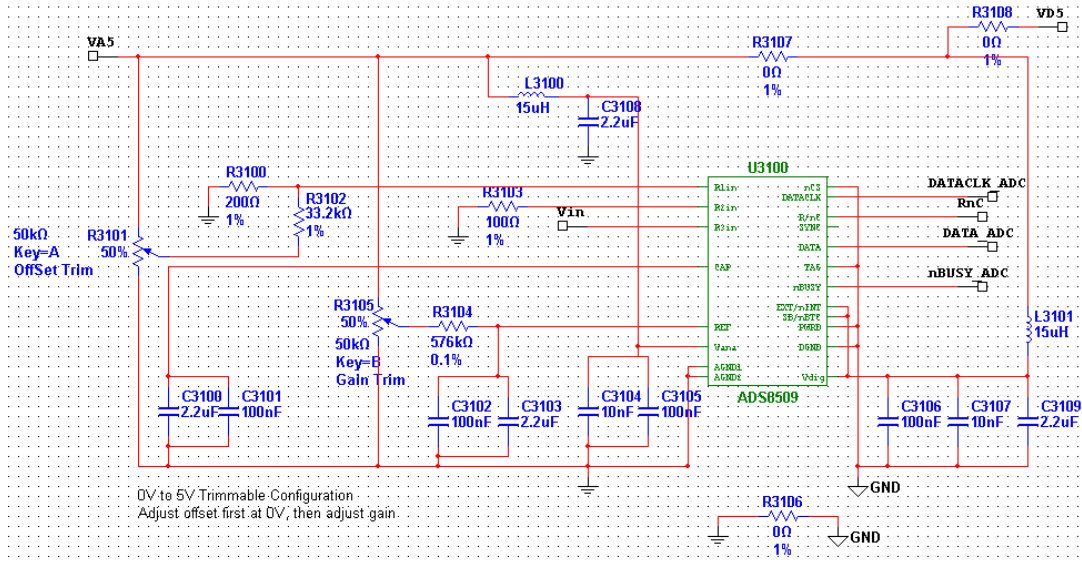 R3108
VD5
0Ω
1%
VA5
R3107
0Ω
1%
L3100
15uH
C3108
2.2uF
U3100
R3100
200Ω
1%
R3102
33.2kΩ
1%
R3103
100Ω
1%
Vin
R1in
R2in
R3in
CAP
REF
Vana
AGND1
AGND2
nCS
DATACLK
R/nC
SYNC
DATA
TAG
nBUSY
EXT/nINT
SB/nBTC
PWRD
DGND
Vdig
ADS8509
DATACLK_ADC
RnC
DATA_ADC
nBUSY_ADC
50kΩ
Key=A
OffSet Trim
R3101
50%
R3105
50%
50kΩ
Key=B
Gain Trim
R3104
576kΩ
0.1%
L3101
15uH
C3100
2.2uF
C3101
100nF
C3102
100nF
C3103
2.2uF
C3104
10nF
C3105
100nF
C3106
100nF
C3107
10nF
C3109
2.2uF
GND
0V to 5V Trimmable Configuration
Adjust offset first at 0V, then adjust gain
R3106
0Ω
1%
GND